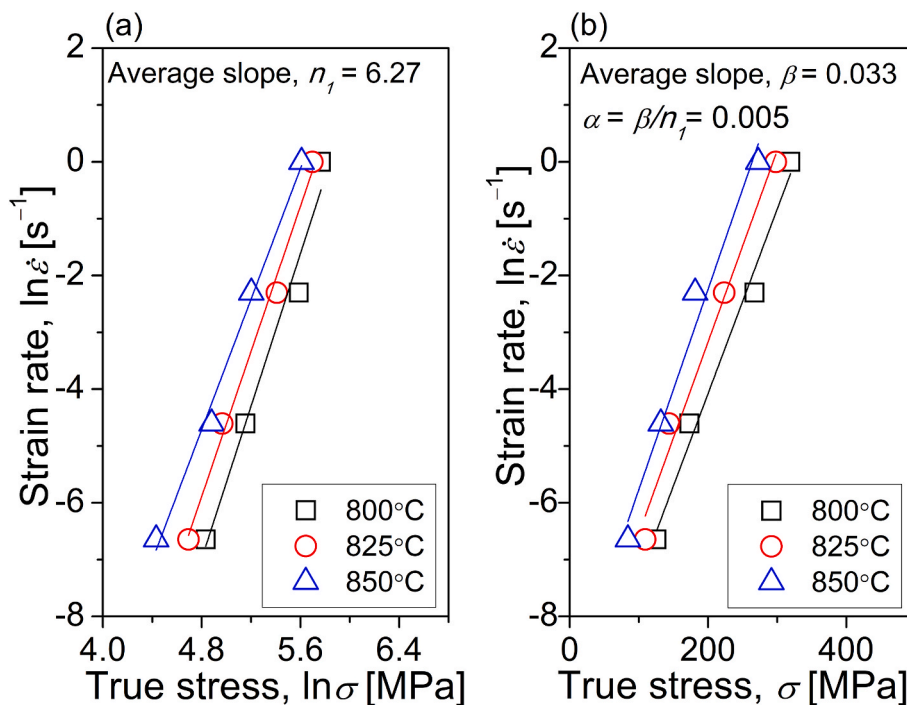 (a)
Average slope, n₁ = 6.27
2
0
-2
-4
-6
-8
Strain rate, lnε̇ [s⁻¹]
800°C
825°C
850°C
4.0 4.8 5.6 6.4
True stress, lnσ [MPa]
(b)
Average slope, β = 0.033
α = β/n₁ = 0.005
2
0
-2
-4
-6
-8
Strain rate, lnε̇ [s⁻¹]
800°C
825°C
850°C
0 200 400
True stress, σ [MPa]